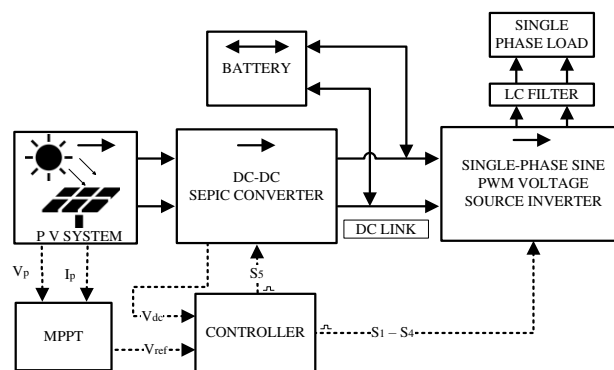 SINGLE
PHASE LOAD
BATTERY
LC FILTER
DC-DC
SEPIC CONVERTER
SINGLE-PHASE SINE
PWM VOLTAGE
SOURCE INVERTER
P V SYSTEM
DC LINK
Vp
Ip
S5
Vdc
MPPT
CONTROLLER
S1 – S4
Vref